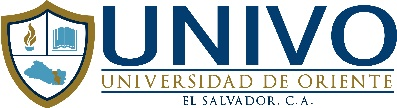 UNIVO
UNIVERSIDAD DE ORIENTE
EL SALVADOR, C.A.